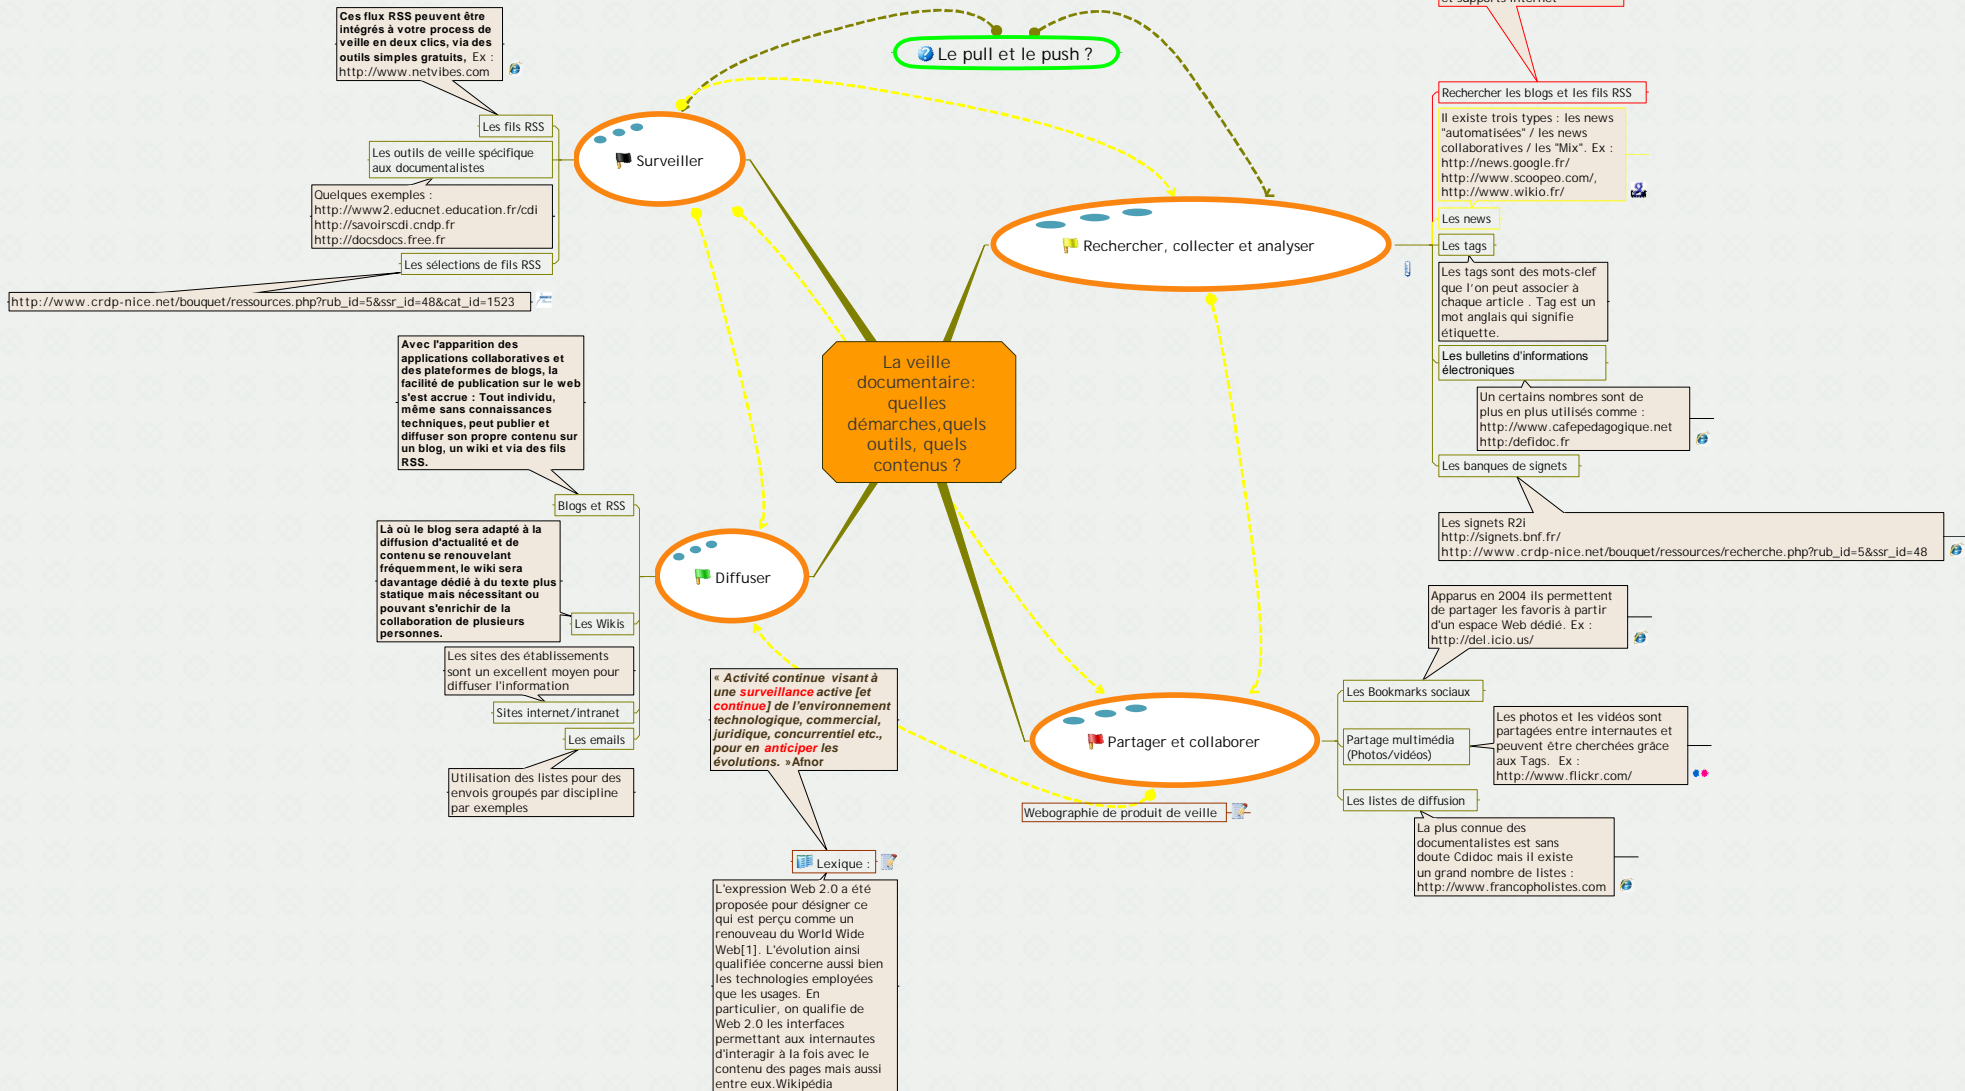 Ces flux RSS peuvent être
intégrés à votre process de
veille en deux clics, via des
outils simples gratuits, Ex :
http://www.netvibes.com
Les fils RSS
Les outils de veille spécifique
aux documentalistes
Quelques exemples :
http://www2.educnet.education.fr/cdi
http://savoirscdi.cndp.fr
http://docsdocs.free.fr
Les sélections de fils RSS
http://www.crdp-nice.net/bouquet/ressources.php?rub_id=5&ssr_id=48&cat_id=1523
Surveiller
Le pull et le push ?
Rechercher, collecter et analyser
et supports internet
Rechercher les blogs et les fils RSS
Il existe trois types : les news
"automatisées" / les news
collaboratives / les "Mix". Ex :
http://news.google.fr/
http://www.scoopeo.com/,
http://www.wikio.fr/
Les news
Les tags
Les tags sont des mots-clef
que l'on peut associer à
chaque article . Tag est un
mot anglais qui signifie
étiquette.
Les bulletins d'informations
électroniques
Un certains nombres sont de
plus en plus utilisés comme :
http://www.cafepedagogique.net
http:/defidoc.fr
Les banques de signets
Les signets R2i
http://signets.bnf.fr/
http://www.crdp-nice.net/bouquet/ressources/recherche.php?rub_id=5&ssr_id=48
La veille
documentaire:
quelles
démarches,quels
outils, quels
contenus ?
Avec l'apparition des
applications collaboratives et
des plateformes de blogs, la
facilité de publication sur le web
s'est accrue : Tout individu,
même sans connaissances
techniques, peut publier et
diffuser son propre contenu sur
un blog, un wiki et via des fils
RSS.
Blogs et RSS
Là où le blog sera adapté à la
diffusion d'actualité et de
contenu se renouvelant
fréquemment, le wiki sera
davantage dédié à du texte plus
statique mais nécessitant ou
pouvant s'enrichir de la
collaboration de plusieurs
personnes.
Les Wikis
Les sites des établissements
sont un excellent moyen pour
diffuser l'information
Sites internet/intranet
Les emails
Utilisation des listes pour des
envois groupés par discipline
par exemples
Diffuser
« Activité continue visant à
une surveillance active [et
continue] de l'environnement
technologique, commercial,
juridique, concurrentiel etc.,
pour en anticiper les
évolutions. »Afnor
Lexique :
L'expression Web 2.0 a été
proposée pour désigner ce
qui est perçu comme un
renouveau du World Wide
Web[1]. L'évolution ainsi
qualifiée concerne aussi bien
les technologies employées
que les usages. En
particulier, on qualifie de
Web 2.0 les interfaces
permettant aux internautes
d'interagir à la fois avec le
contenu des pages mais aussi
entre eux.Wikipédia
Partager et collaborer
Webographie de produit de veille
Apparus en 2004 ils permettent
de partager les favoris à partir
d'un espace Web dédié. Ex :
http://del.icio.us/
Les Bookmarks sociaux
Partage multimédia
(Photos/vidéos)
Les photos et les vidéos sont
partagées entre internautes et
peuvent être cherchées grâce
aux Tags. Ex :
http://www.flickr.com/
Les listes de diffusion
La plus connue des
documentalistes est sans
doute Cdidoc mais il existe
un grand nombre de listes :
http://www.francopholistes.com